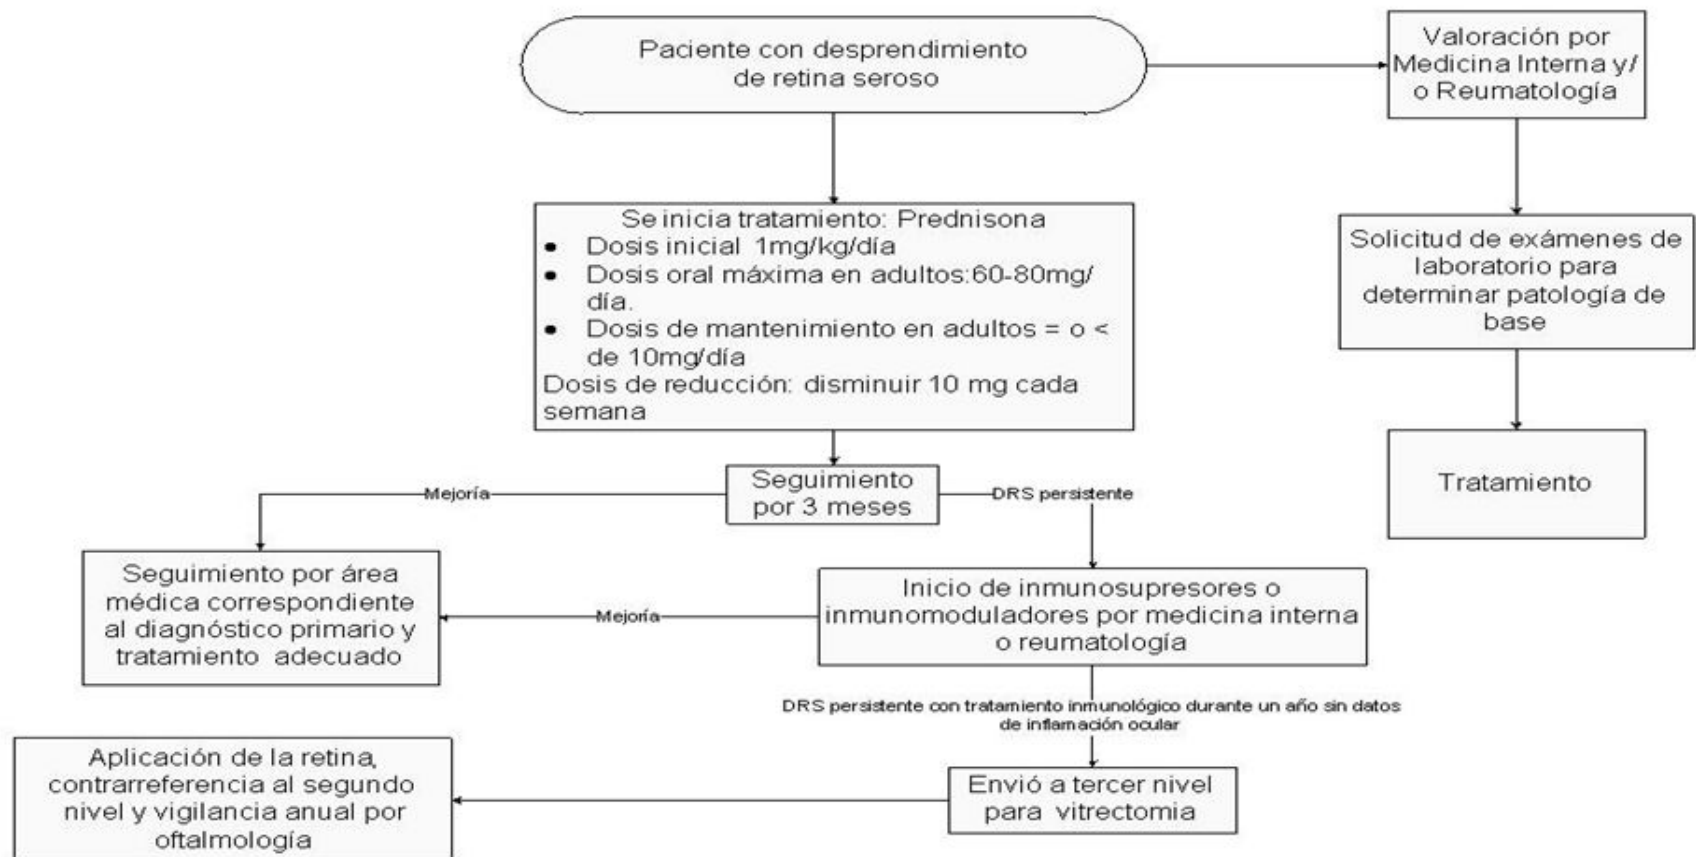 Paciente con desprendimiento
de retina seroso
Valoración por
Medicina Interna y/
o Reumatología
Se inicia tratamiento: Prednisona
• Dosis inicial 1mg/kg/día
• Dosis oral máxima en adultos:60-80mg/
día.
• Dosis de mantenimiento en adultos = o <
de 10mg/día
Dosis de reducción: disminuir 10 mg cada
semana
Solicitud de exámenes de
laboratorio para
determinar patología de
base
Tratamiento
Seguimiento
por 3 meses
Mejoría
DRS persistente
Seguimiento por área
médica correspondiente
al diagnóstico primario y
tratamiento adecuado
Mejoría
Inicio de inmunosupresores o
inmunomoduladores por medicina interna
o reumatología
DRS persistente con tratamiento inmunológico durante un año sin datos
de inflamación ocular
Aplicación de la retina,
contrarreferencia al segundo
nivel y vigilancia anual por
oftalmología
Envió a tercer nivel
para vitrectomia